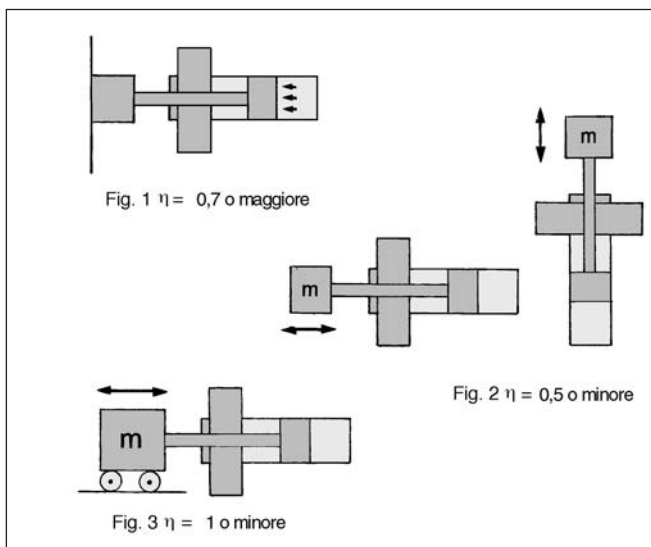 Fig. 1 η = 0,7 o maggiore
m
m
Fig. 2 η = 0,5 o minore
m
Fig. 3 η = 1 o minore